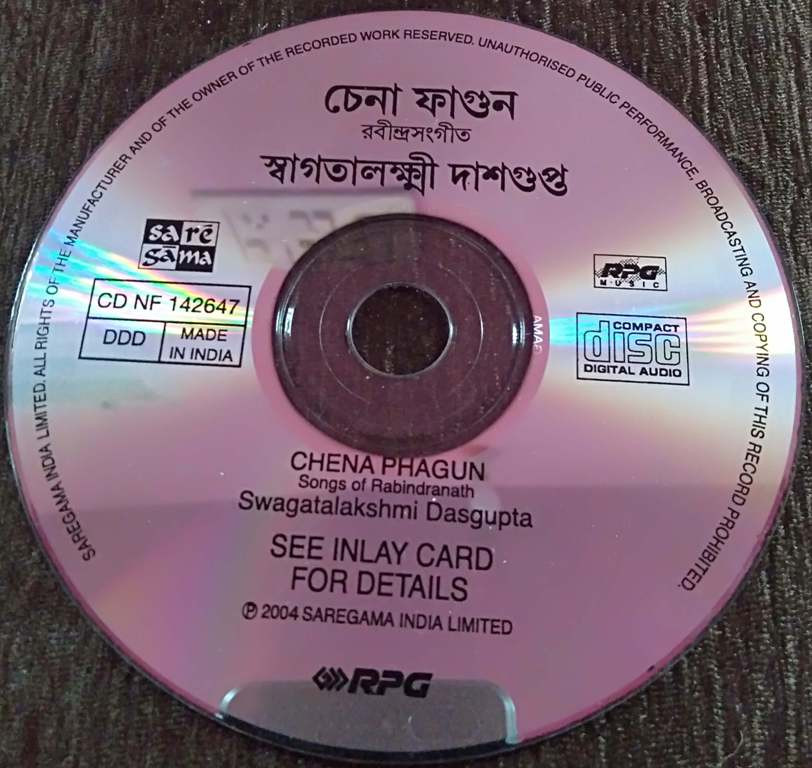 SAREGAMA INDIA LIMITED. ALL RIGHTS OF THE MANUFACTURER AND OF THE OWNER OF THE RECORDED WORK RESERVED. UNAUTHORISED PUBLIC PERFORMANCE, BROADCASTING AND COPYING OF THIS RECORD PROHIBITED.
চেনা ফাগুন
রবীন্দ্রসংগীত
স্বাগতালক্ষ্মী দাশগুপ্ত
sa rē
gāma
RPG
MUSIC
CD NF 142647
DDD
MADE
IN INDIA
COMPACT
disc
DIGITAL AUDIO
CHENA PHAGUN
Songs of Rabindranath
Swagatalakshmi Dasgupta
SEE INLAY CARD
FOR DETAILS
℗ 2004 SAREGAMA INDIA LIMITED
RPG